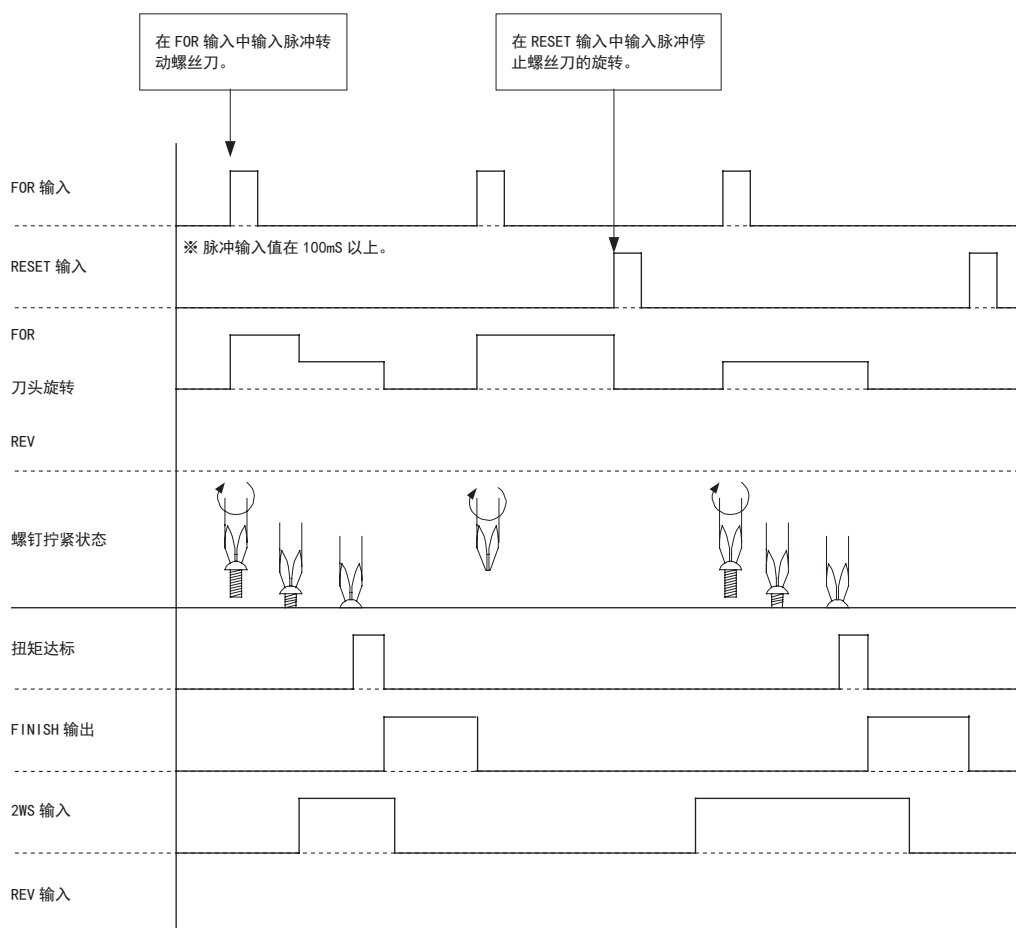 在 FOR 输入中输入脉冲转
动螺丝刀。
在 RESET 输入中输入脉冲停
止螺丝刀的旋转。
FOR 输入
※ 脉冲输入值在 100mS 以上。
RESET 输入
FOR
刀头旋转
REV
螺钉拧紧状态
扭矩达标
FINISH 输出
2WS 输入
REV 输入